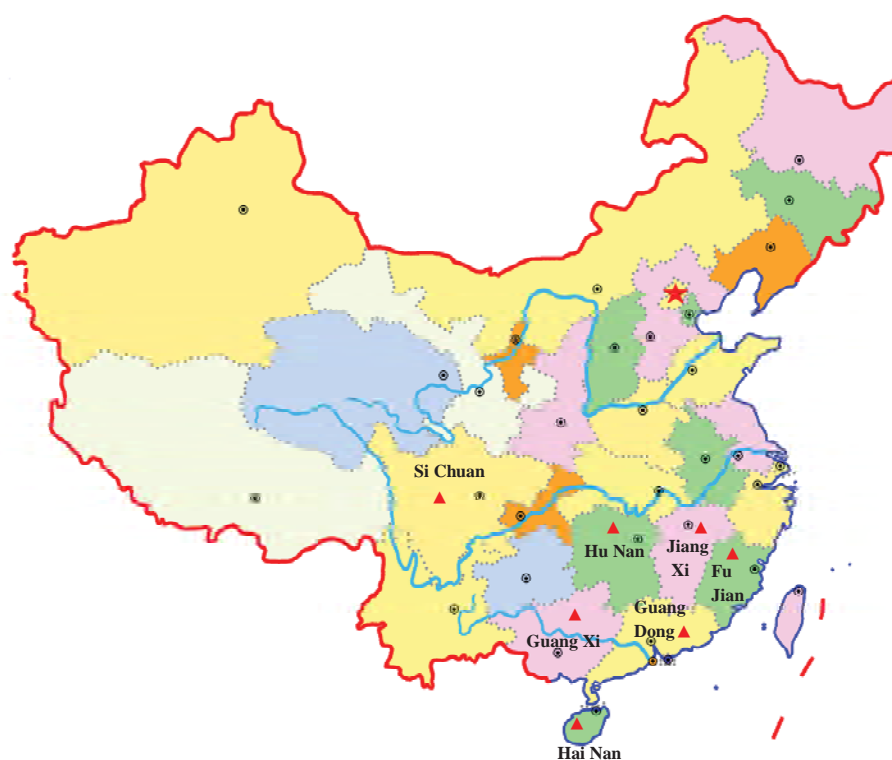 Si Chuan
Hu Nan
Jiang
Xi
Fu
Jian
Guang
Dong
Guang Xi
Hai Nan